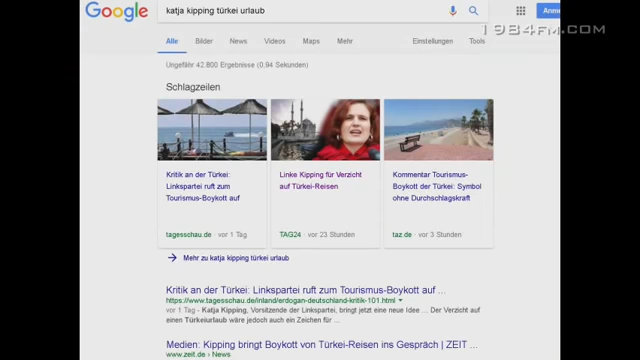 Google
katja kipping türkei urlaub
1984FM.COM
Alle Bilder News Videos Maps Mehr Einstellungen Tools
Ungefähr 42.800 Ergebnisse (0,94 Sekunden)
Schlagzeilen
Kritik an der Türkei:
Linkspartei ruft zum
Tourismus-Boykott auf
tagesschau.de - vor 1 Tag
Linke Kipping für Verzicht
auf Türkei-Reisen
TAG24 - vor 23 Stunden
Kommentar Tourismus-
Boykott der Türkei: Symbol
ohne Durchschlagskraft
taz.de - vor 3 Stunden
Mehr zu katja kipping türkei urlaub
Kritik an der Türkei: Linkspartei ruft zum Tourismus-Boykott auf ...
https://www.tagesschau.de/inland/erdogan-deutschland-kritik-101.html
vor 1 Tag - Katja Kipping, Vorsitzende der Linkspartei, bringt jetzt eine neue Idee ... Der Verzicht auf
einen Türkeiurlaub wäre jedoch auch ein Zeichen für ...
Medien: Kipping bringt Boykott von Türkei-Reisen ins Gespräch | ZEIT ...
www.zeit.de › News